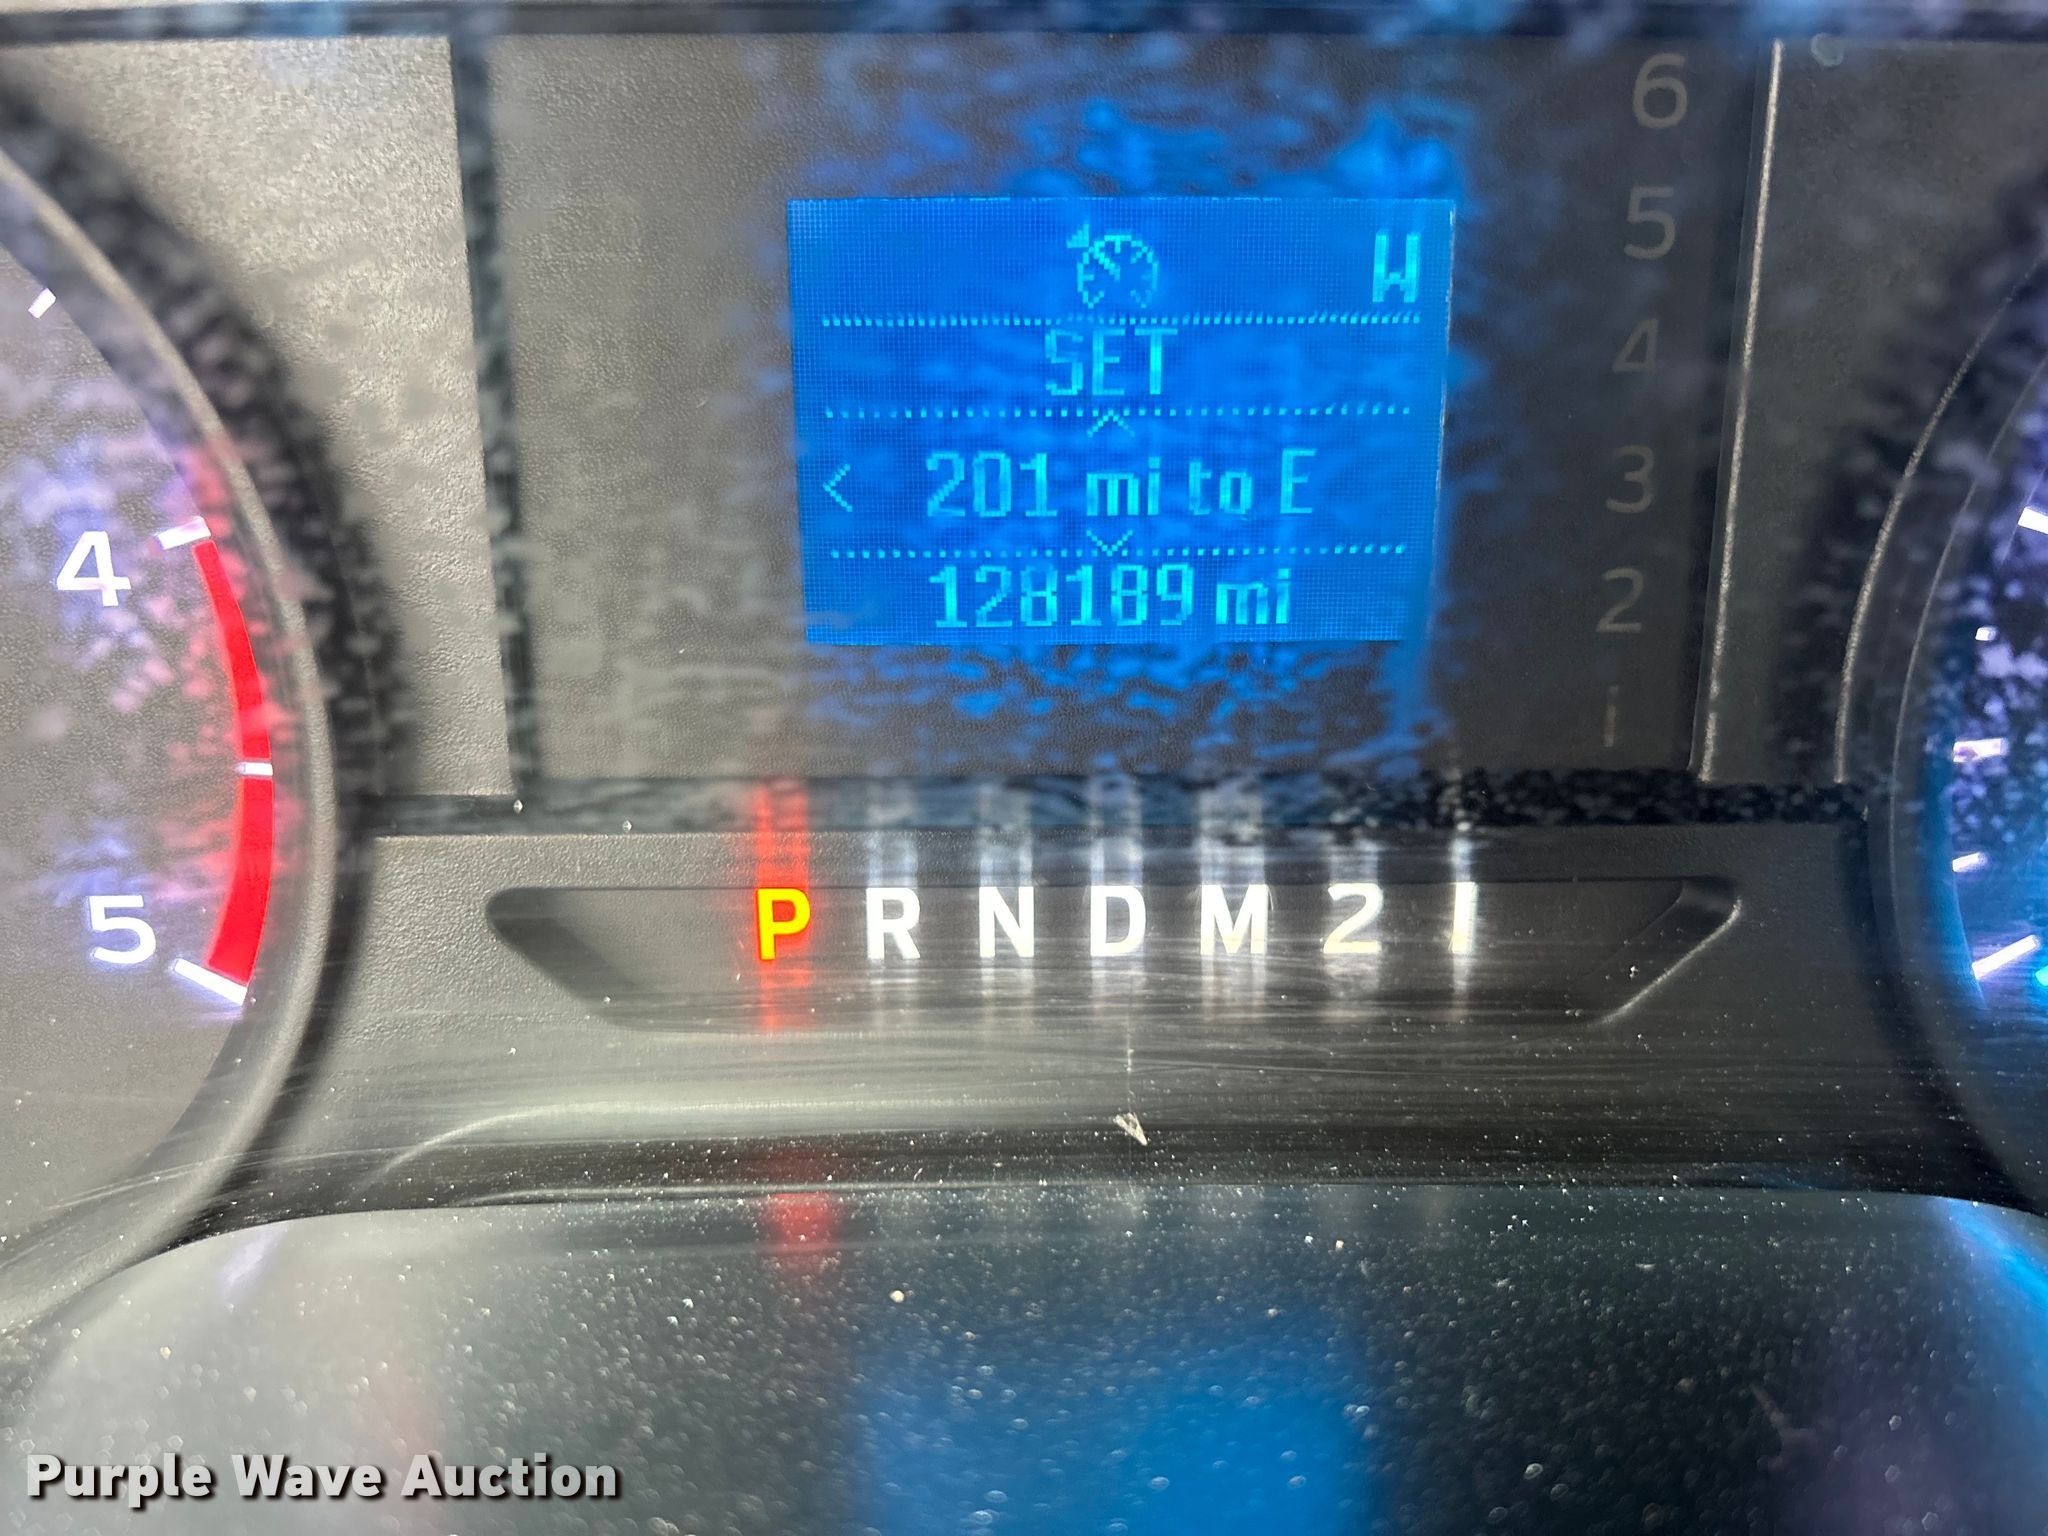 W
SET
< 201 mi to E
128189 mi
6
5
4
3
2
1
4
5
P R N D M 2 1
Purple Wave Auction